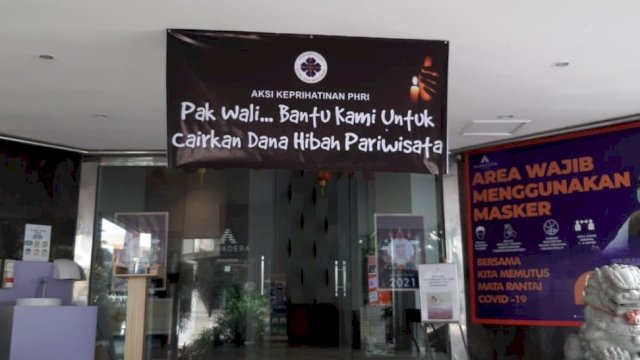 AKSI KEPRIHATINAN PHRI
Pak Wali... Bantu Kami Untuk
Cairkan Dana Hibah Pariwisata
ADERA
2021
AREA WAJIB
MENGGUNAKAN
MASKER
BERSAMA
KITA MEMUTUS
MATA RANTAI
COVID -19